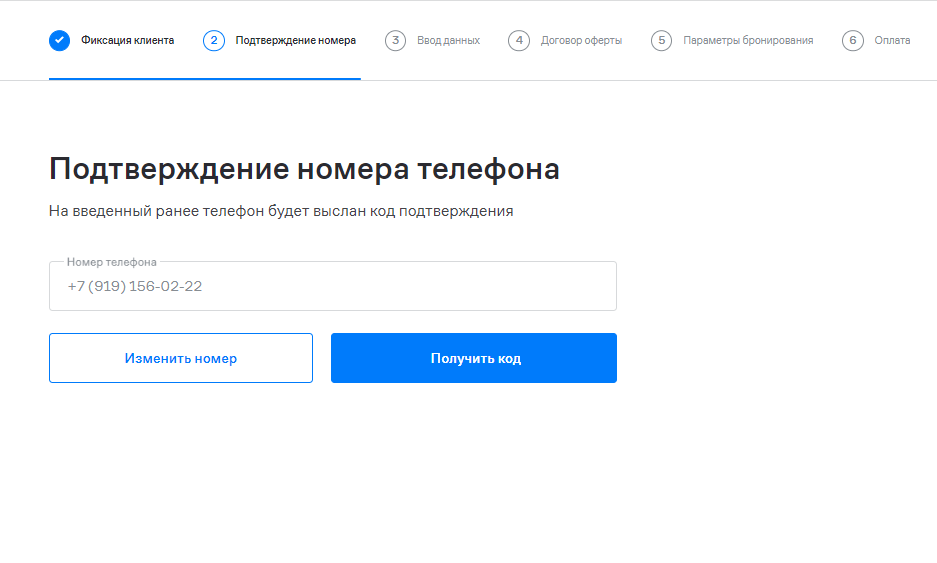 Фиксация клиента 2 Подтверждение номера 3 Ввод данных 4 Договор оферты 5 Параметры бронирования 6 Оплата
Подтверждение номера телефона
На введенный ранее телефон будет выслан код подтверждения
Номер телефона
+7 (919) 156-02-22
Изменить номер Получить код